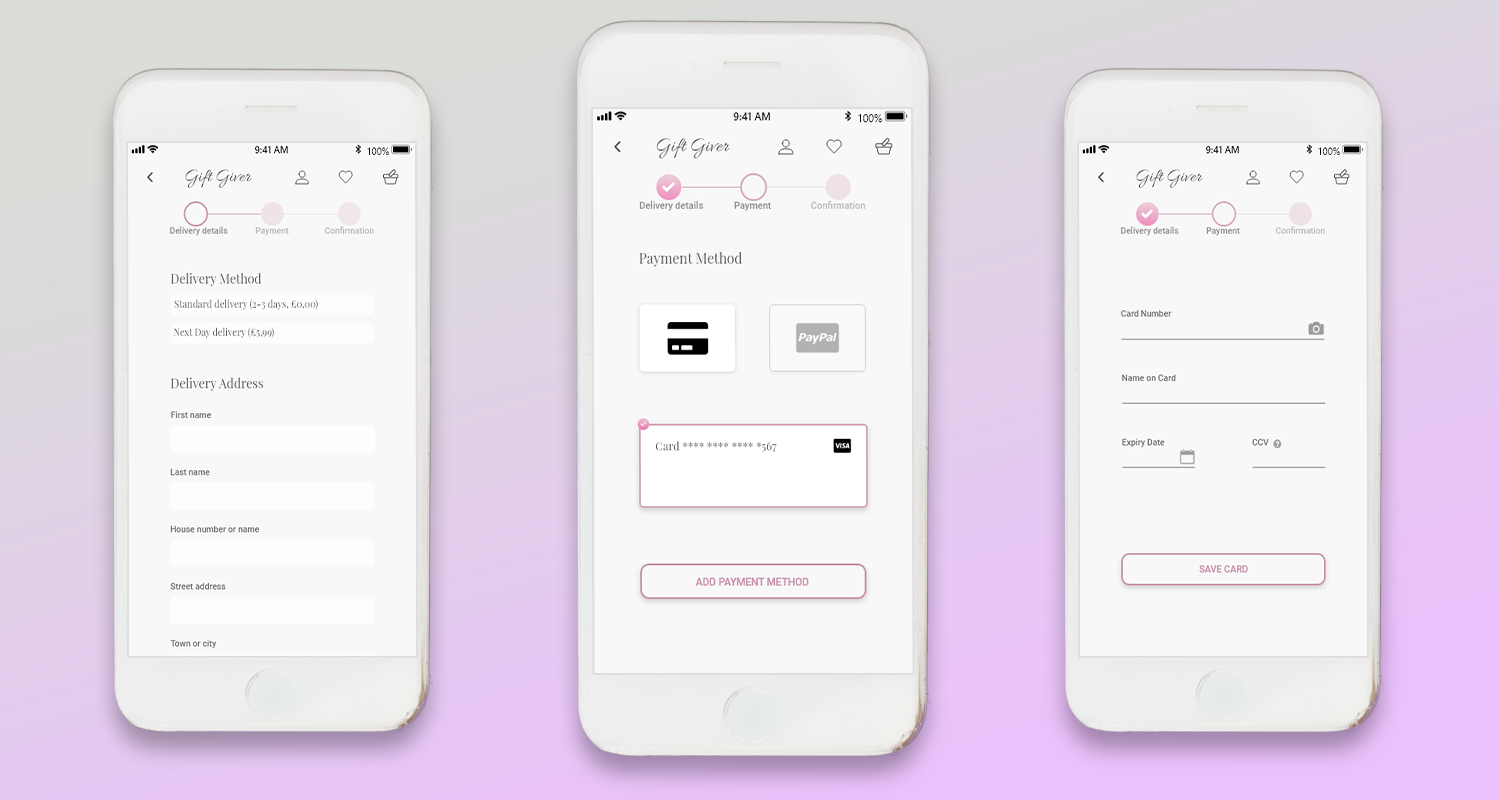 9:41 AM 100%
Gift Giver
Delivery details Payment Confirmation
Delivery Method
Standard delivery (2-3 days, £0,00)
Next Day delivery (£5,99)
Delivery Address
First name
Last name
House number or name
Street address
Town or city
9:41 AM 100%
Gift Giver
Delivery details Payment Confirmation
Payment Method
PayPal
Card **** **** **** *567 VISA
ADD PAYMENT METHOD
9:41 AM 100%
Gift Giver
Delivery details Payment Confirmation
Card Number
Name on Card
Expiry Date CCV ?
SAVE CARD